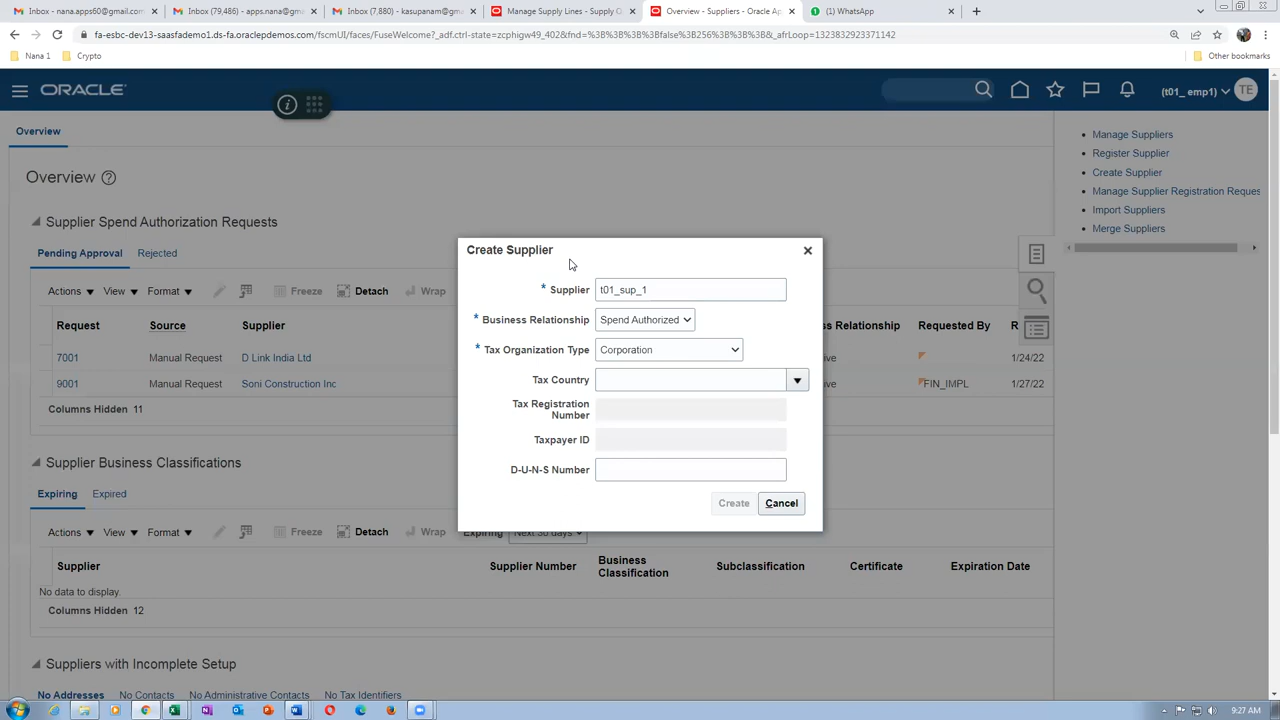 Inbox - nana.apps60@gmail.com
Inbox (79,486) - apps.nana@gma
Inbox (7,880) - kasupanam@gma
Manage Supply Lines - Supply O
Overview - Suppliers - Oracle Ap
(1) WhatsApp
fa-esbc-dev13-saasfademo1.ds-fa.oraclepdemos.com/fscmUI/faces/FuseWelcome?_adf.ctrl-state=zcphigw49_402&fnd=%3B%3B%3B%3Bfalse%3B256%3B%3B%3B&_afrLoop=1323832923371142
Nana 1
Crypto
Other bookmarks
ORACLE
(t01_ emp1)
TE
Overview
Manage Suppliers
Register Supplier
Create Supplier
Manage Supplier Registration Reques
Import Suppliers
Merge Suppliers
Overview
Supplier Spend Authorization Requests
Pending Approval Rejected
Actions View Format Freeze Detach Wrap
Request Source Supplier Relationship Requested By
7001 Manual Request D Link India Ltd 1/24/22
9001 Manual Request Soni Construction Inc FIN_IMPL 1/27/22
Columns Hidden 11
Create Supplier
* Supplier t01_sup_1
* Business Relationship Spend Authorized
* Tax Organization Type Corporation
Tax Country
Tax Registration
Number
Taxpayer ID
D-U-N-S Number
Create Cancel
Supplier Business Classifications
Expiring Expired
Actions View Format Freeze Detach Wrap Expiring Next 30 days
Supplier Supplier Number Business
Classification Subclassification Certificate Expiration Date
No data to display.
Columns Hidden 12
Suppliers with Incomplete Setup
No Addresses No Contacts No Administrative Contacts No Tax Identifiers
9:27 AM